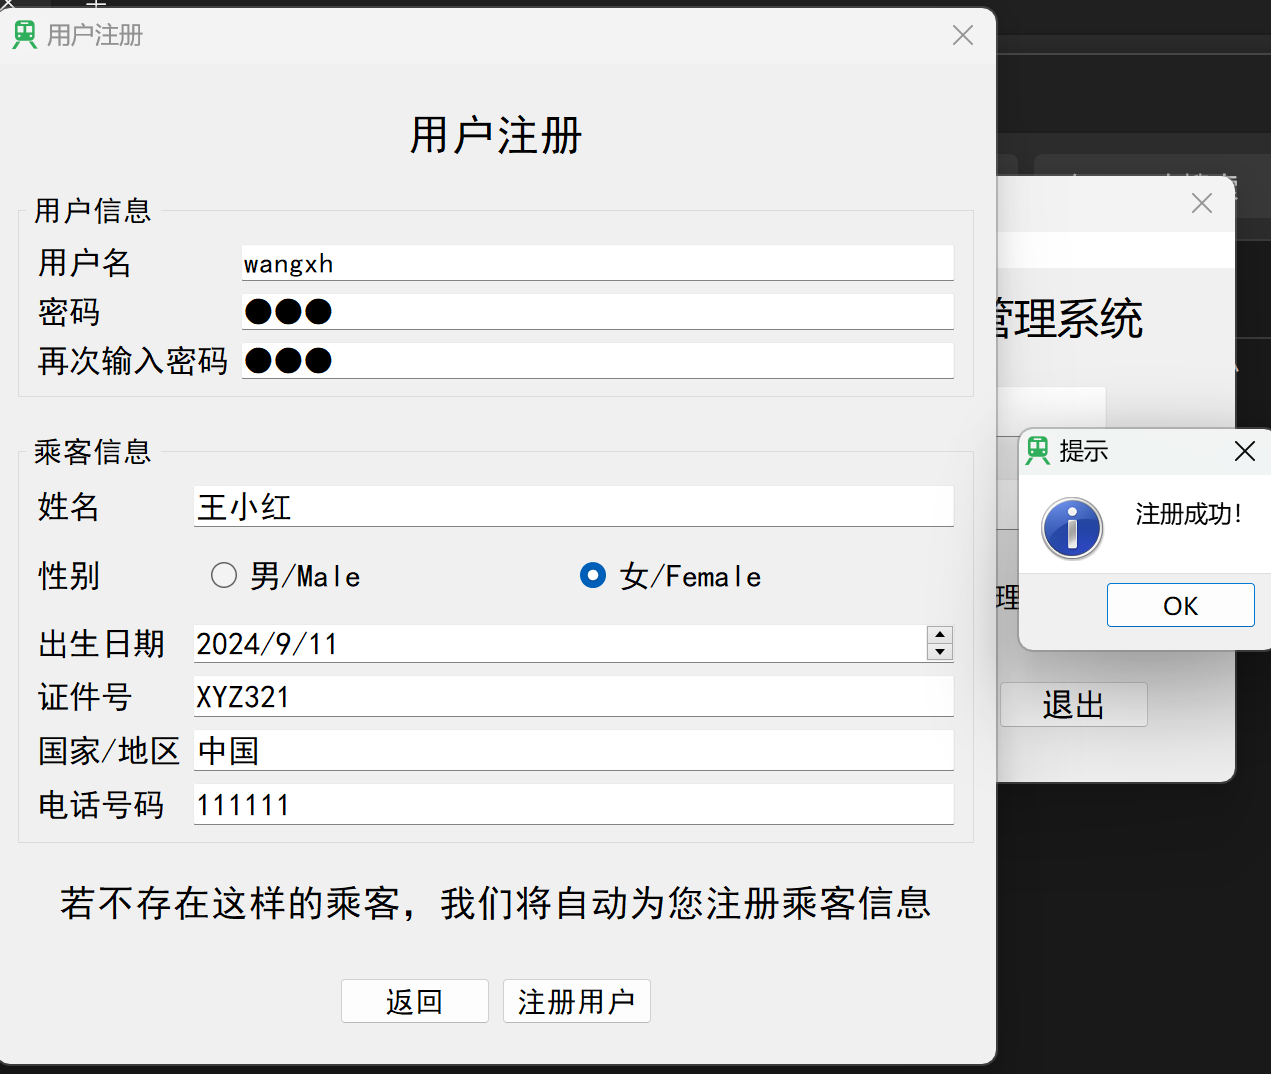 用户注册
用户注册
用户信息
用户名 wangxh
密码 ●●●
再次输入密码 ●●●
乘客信息
姓名 王小红
性别 男/Male 女/Female
出生日期 2024/9/11
证件号 XYZ321
国家/地区 中国
电话号码 111111
若不存在这样的乘客，我们将自动为您注册乘客信息
返回 注册用户
管理系统
提示
注册成功！
OK
理
退出